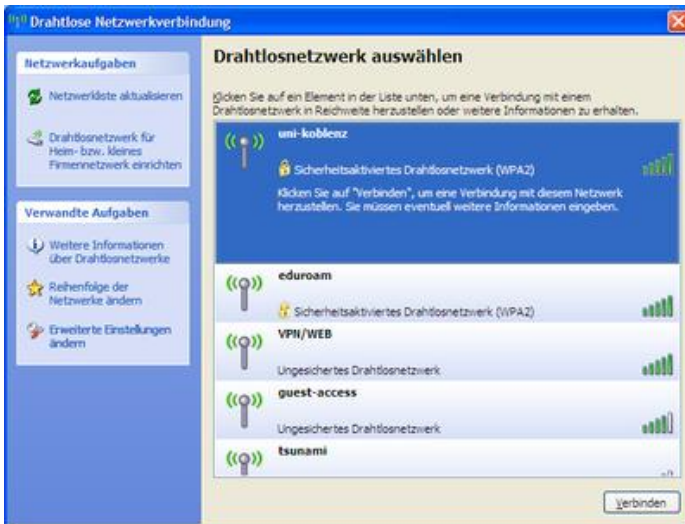 Drahtlose Netzwerkverbindung
Netzwerkaufgaben
Netzwerkliste aktualisieren
Drahtlosnetzwerk für
Heim- bzw. kleines
Firmennetzwerk einrichten
Verwandte Aufgaben
Weitere Informationen
über Drahtlosnetzwerke
Reihenfolge der
Netzwerke ändern
Erweiterte Einstellungen
ändern
Drahtlosnetzwerk auswählen
Klicken Sie auf ein Element in der Liste unten, um eine Verbindung mit einem
Drahtlosnetzwerk in Reichweite herzustellen oder weitere Informationen zu erhalten.
uni-koblenz
Sicherheitsaktiviertes Drahtlosnetzwerk (WPA2)
Klicken Sie auf "Verbinden", um eine Verbindung mit diesem Netzwerk
herzustellen. Sie müssen eventuell weitere Informationen eingeben.
eduroam
Sicherheitsaktiviertes Drahtlosnetzwerk (WPA2)
VPN/WEB
Ungesichertes Drahtlosnetzwerk
guest-access
Ungesichertes Drahtlosnetzwerk
tsunami
Verbinden